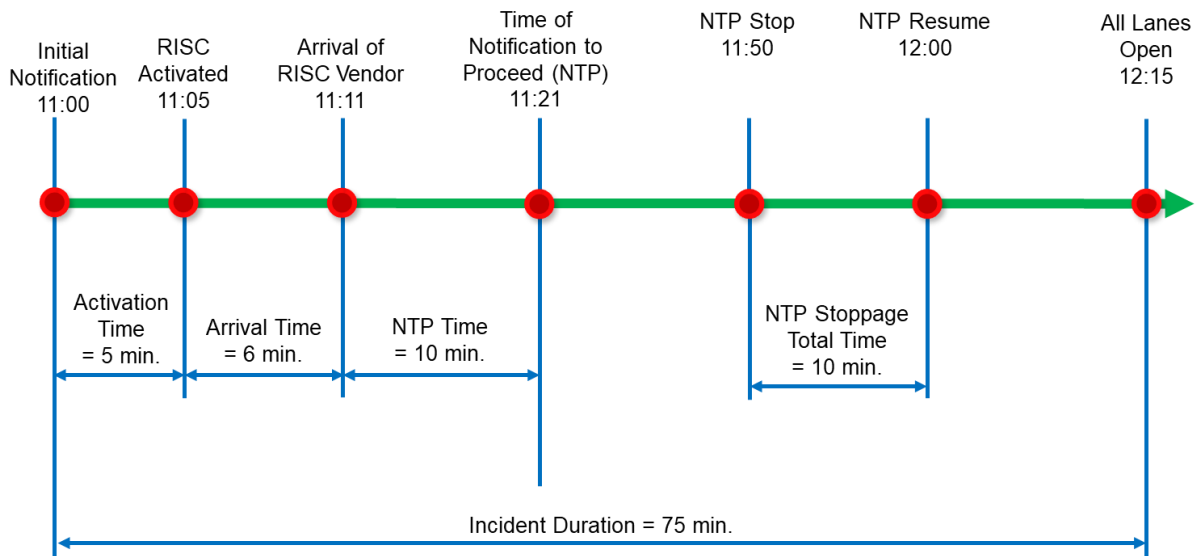 Initial
Notification
11:00
RISC
Activated
11:05
Arrival of
RISC Vendor
11:11
Time of
Notification to
Proceed (NTP)
11:21
NTP Stop
11:50
NTP Resume
12:00
All Lanes
Open
12:15
Activation
Time
= 5 min.
Arrival Time
= 6 min.
NTP Time
= 10 min.
NTP Stoppage
Total Time
= 10 min.
Incident Duration = 75 min.